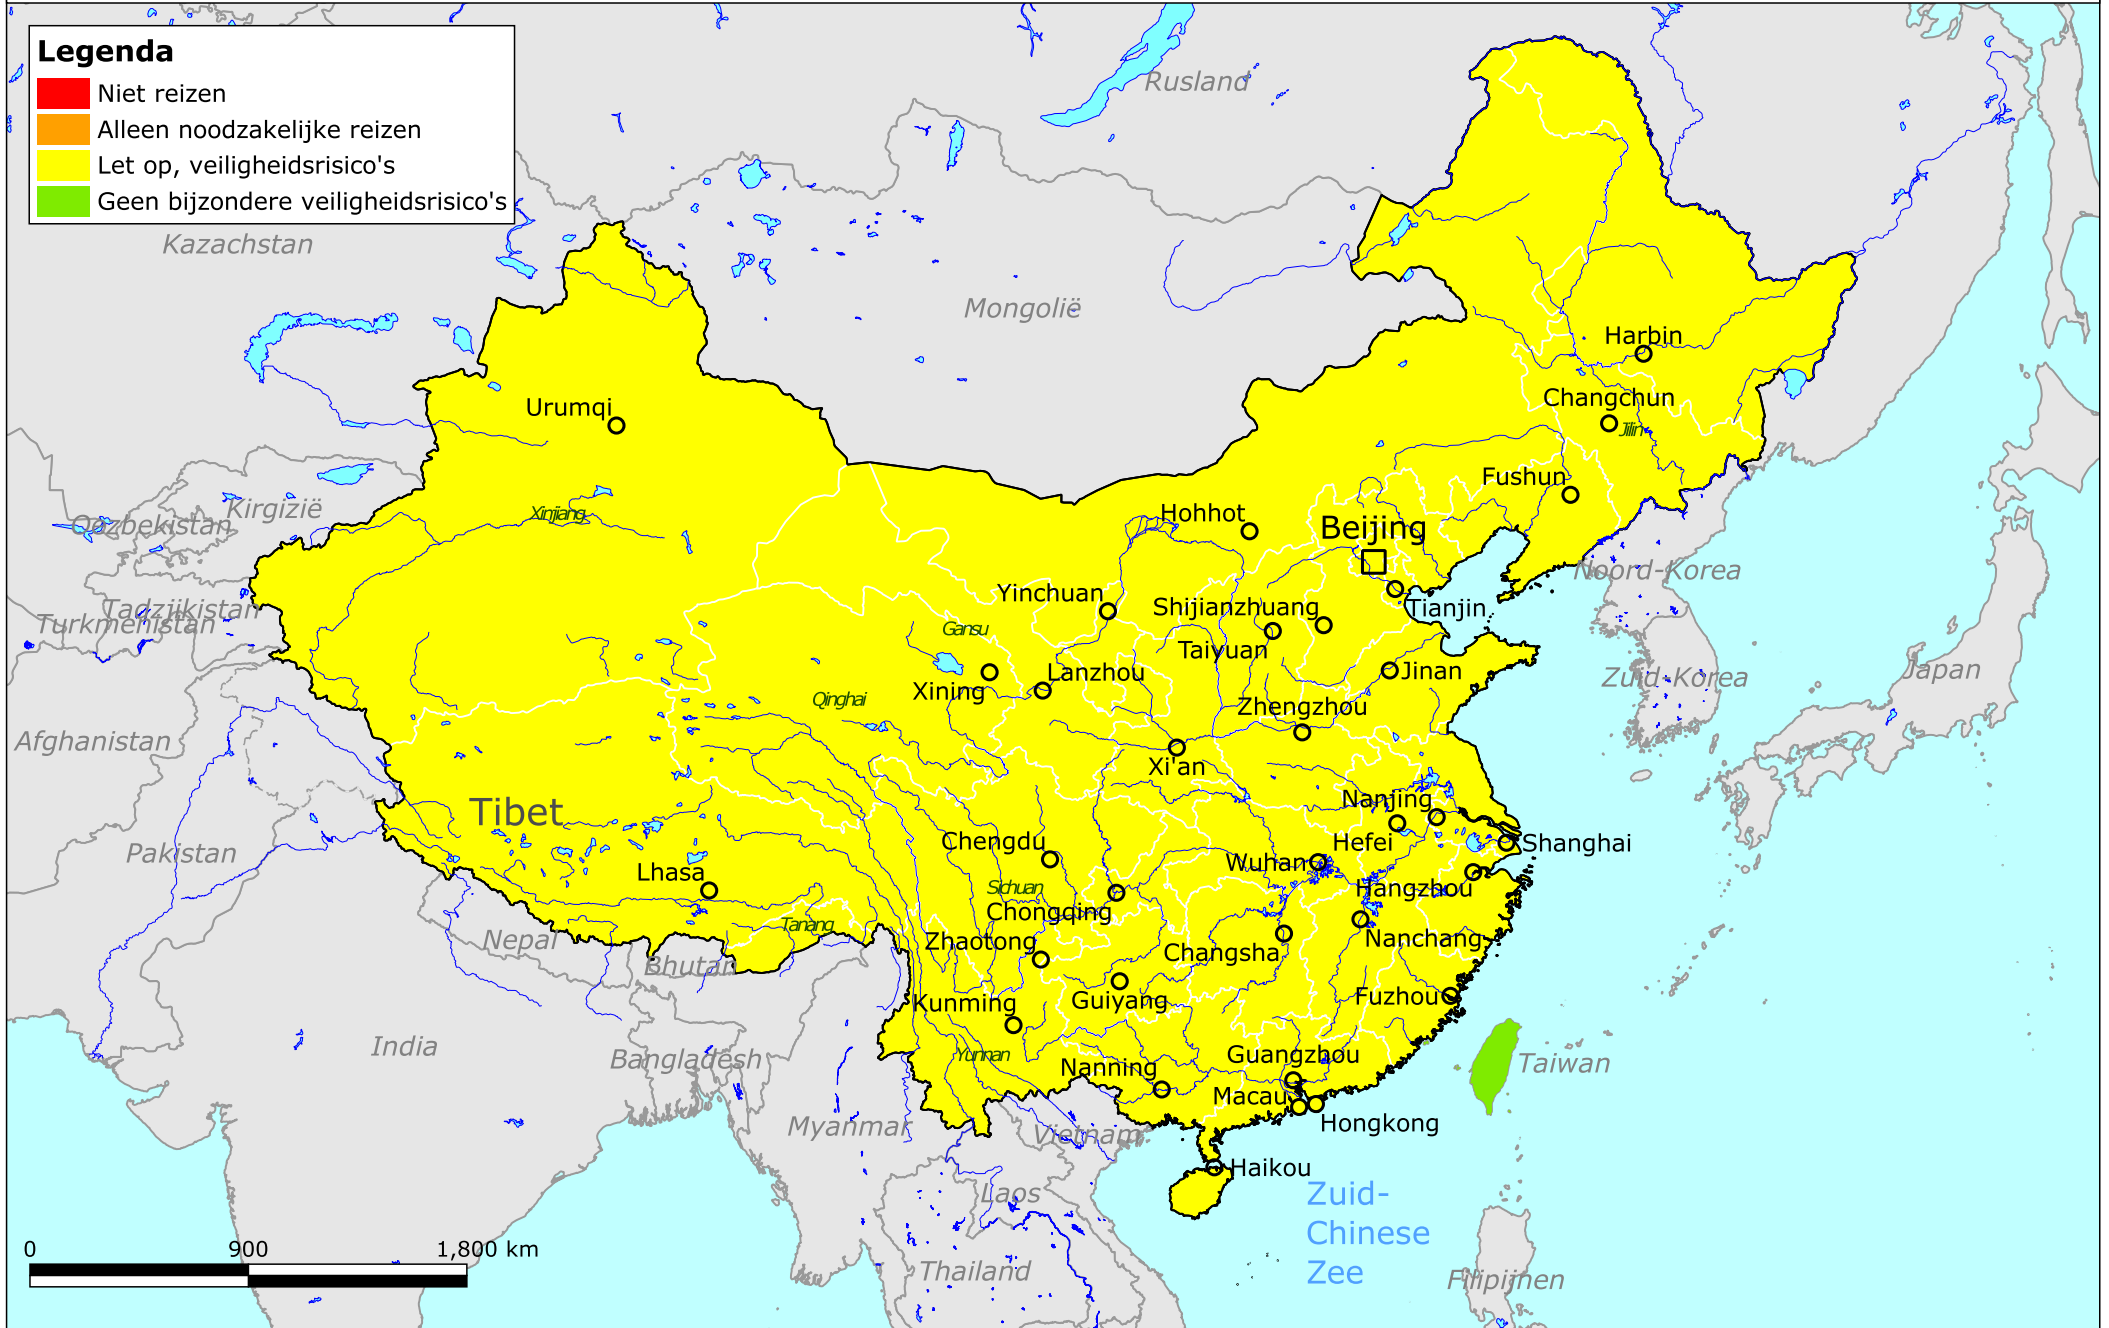 Legenda
Niet reizen
Alleen noodzakelijke reizen
Let op, veiligheidsrisico's
Geen bijzondere veiligheidsrisico's
Rusland
Kazachstan
Mongolië
Harbin
Changchun
Jilin
Urumqi
Fushun
Kirgizië
Xinjiang
Hohhot
Oezbekistan
Beijing
Noord-Korea
Yinchuan
Tadzjikistan
Shijianzhuang
Tianjin
Turkmenistan
Gansu
Taiyuan
Lanzhou
Jinan
Zuid-Korea
Japan
Xining
Qinghai
Zhengzhou
Afghanistan
Xi'an
Nanjing
Tibet
Chengdu
Hefei
Shanghai
Pakistan
Wuhan
Lhasa
Sichuan
Hangzhou
Chongqing
Tanang
Nepal
Zhaotong
Nanchang
Changsha
Bhutan
Kunming
Guiyang
Fuzhou
India
Yunnan
Guangzhou
Bangladesh
Nanning
Taiwan
Macau
Hongkong
Myanmar
Vietnam
Haikou
Laos
Zuid-
Chinese
Zee
0 900 1,800 km
Thailand
Filipijnen